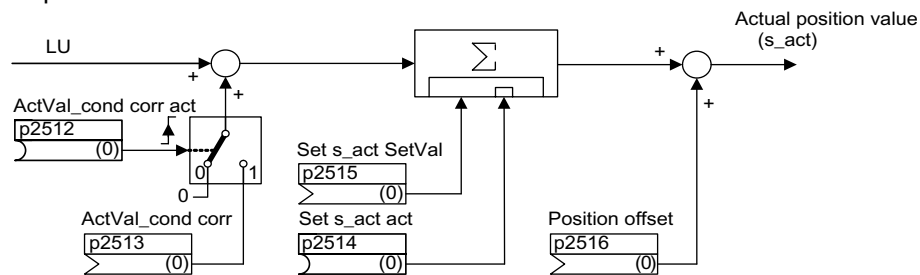 Actual position value
(s_act)
LU
+
+
+
+
Σ
ActVal_cond corr act
p2512
(0)
0
1
0
Set s_act SetVal
p2515
(0)
ActVal_cond corr
p2513
(0)
Set s_act act
p2514
(0)
Position offset
p2516
(0)